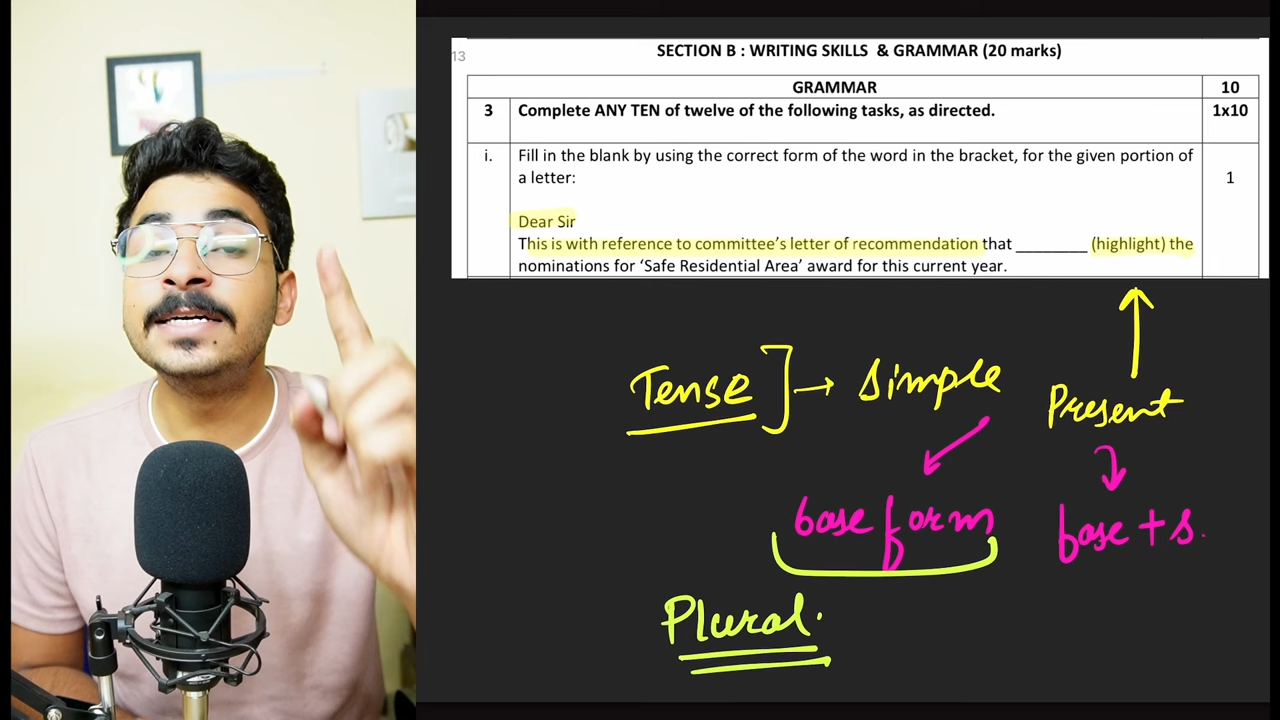 13
SECTION B : WRITING SKILLS & GRAMMAR (20 marks)
GRAMMAR 10
3 Complete ANY TEN of twelve of the following tasks, as directed. 1x10
i. Fill in the blank by using the correct form of the word in the bracket, for the given portion of
a letter: 1
Dear Sir
This is with reference to committee's letter of recommendation that ________ (highlight) the
nominations for 'Safe Residential Area' award for this current year.
Tense ] → Simple Present
base form base + s.
Plural.